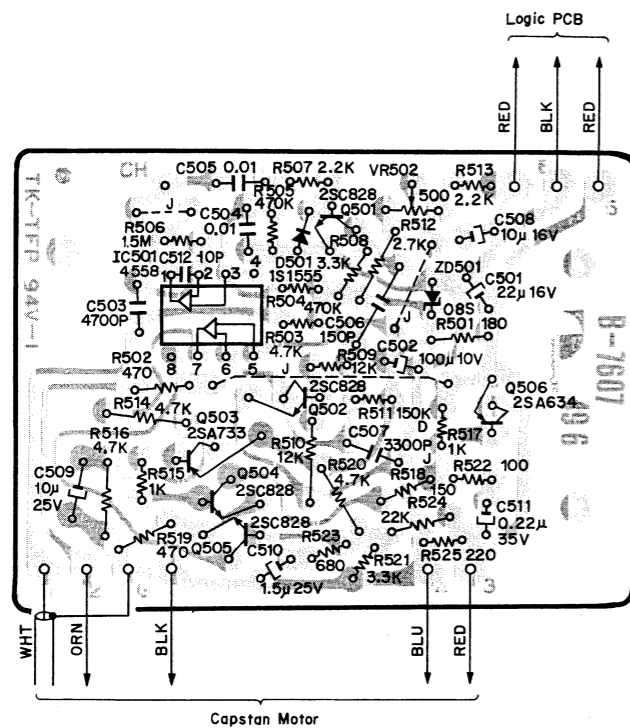 Logic PCB
RED
BLK
RED
TK-TFP 94V-1
CH
C505 0.01
R507 2.2K
VR502
500
R513
2.2K
J
R505
470K
2SC828
Q501
C504
0.01
R506
1.5M
R512
2.7K
C508
10μ 16V
IC501
4558
C512 10P
1
2
3
4
D501
1S1555
3.3K
R508
ZD501
08S
C501
22μ 16V
C503
4700P
R504
470K
C506
150P
J
R501 180
R503
4.7K
R509
12K
C502
100μ 10V
B-7607
8
7
6
5
J
R502
470
2SC828
Q502
Q506
2SA634
R514
4.7K
Q503
2SA733
R511 150K
D
R516
4.7K
R510
12K
C507
3300P
R517
1K
J
C509
10μ
25V
R515
1K
Q504
2SC828
R520
4.7K
R518
150
R522 100
R524
22K
C511
0.22μ
35V
R519
470
2SC828
Q505
C510
1.5μ 25V
R523
680
R521
3.3K
R525 220
3
WHT
ORN
BLK
BLU
RED
Capstan Motor